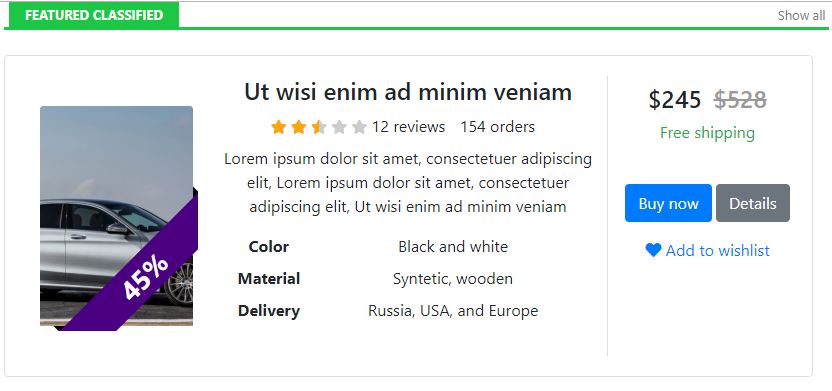 FEATURED CLASSIFIED
Show all
45%
Ut wisi enim ad minim veniam
12 reviews 154 orders
Lorem ipsum dolor sit amet, consectetuer adipiscing
elit, Lorem ipsum dolor sit amet, consectetuer
adipiscing elit, Ut wisi enim ad minim veniam
Color Black and white
Material Syntetic, wooden
Delivery Russia, USA, and Europe
$245 $528
Free shipping
Buy now Details
Add to wishlist